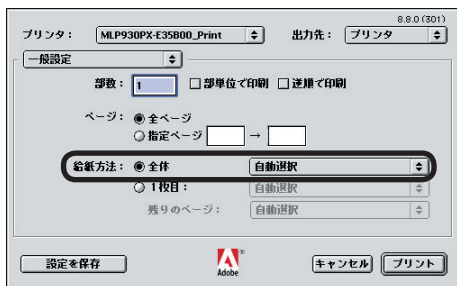 8.8.0 (301)
プリンタ： MLP930PX-E35B00_Print 出力先： プリンタ
一般設定
部数： 1 部単位で印刷 逆順で印刷
ページ： 全ページ
指定ページ →
給紙方法： 全体 自動選択
1枚目： 自動選択
残りのページ： 自動選択
設定を保存 Adobe キャンセル プリント